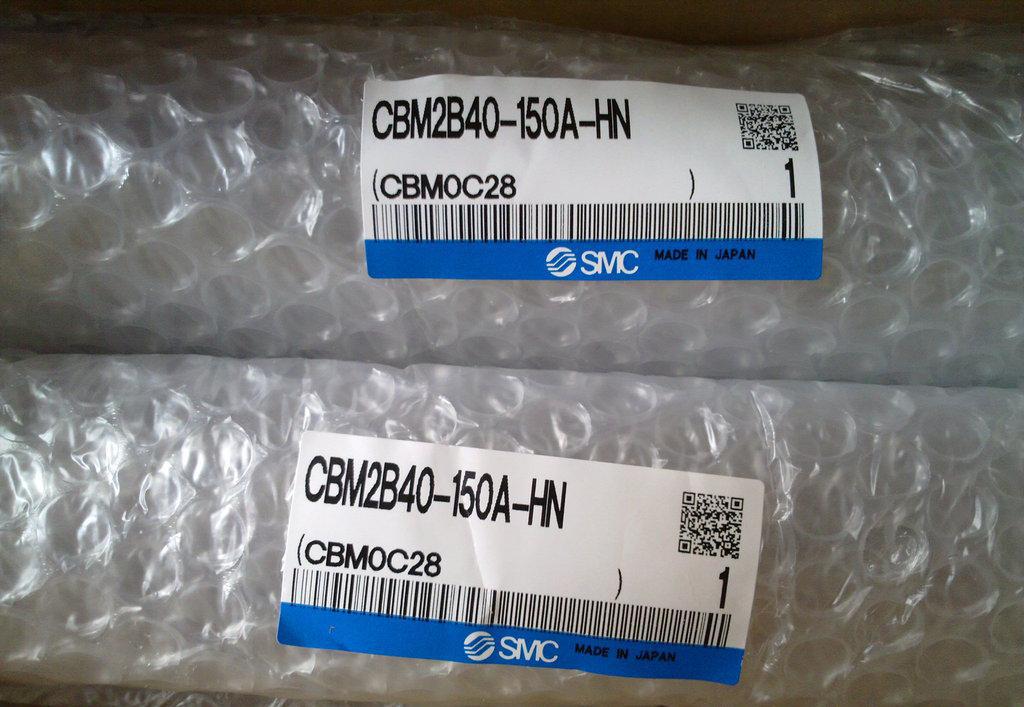 CBM2B40-150A-HN
(CBM0C28 )
1
SMC MADE IN JAPAN
CBM2B40-150A-HN
(CBM0C28 )
1
SMC MADE IN JAPAN